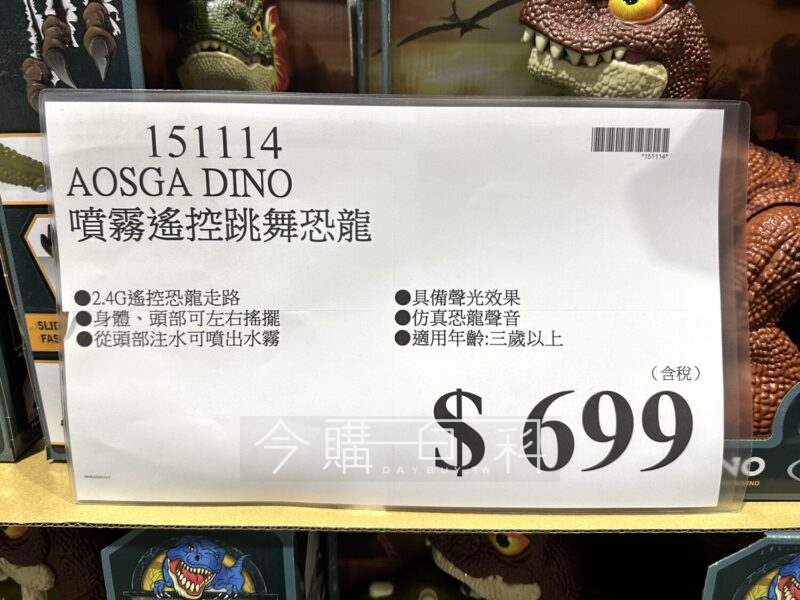 151114
"151114"
AOSGA DINO
噴霧遙控跳舞恐龍
●2.4G遙控恐龍走路
●身體、頭部可左右搖擺
●從頭部注水可噴出水霧
●具備聲光效果
●仿真恐龍聲音
●適用年齡:三歲以上
（含稅）
$ 699
今購百科
DAYBUY.TW
NO